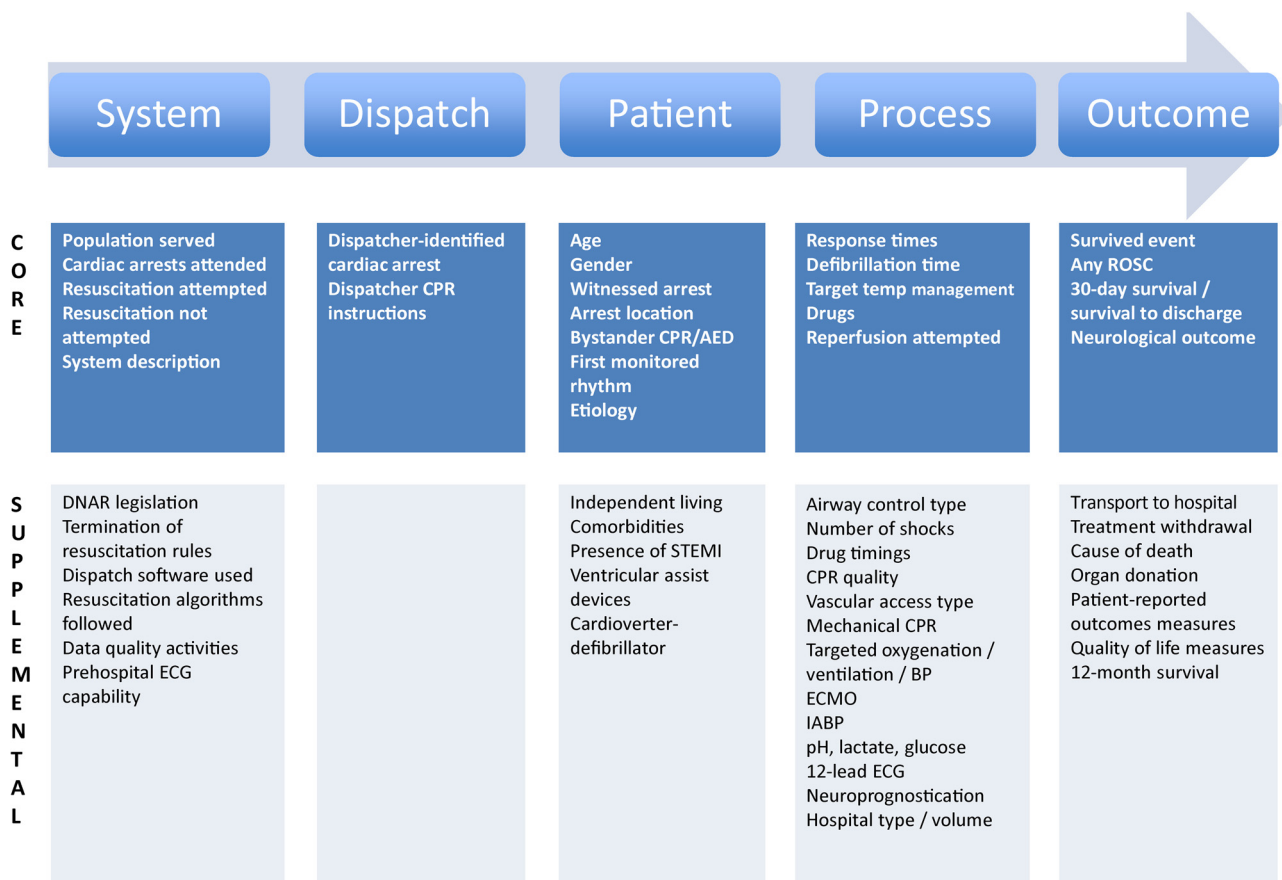 System
Dispatch
Patient
Process
Outcome
CORE
Population served
Cardiac arrests attended
Resuscitation attempted
Resuscitation not
attempted
System description
Dispatcher-identified
cardiac arrest
Dispatcher CPR
instructions
Age
Gender
Witnessed arrest
Arrest location
Bystander CPR/AED
First monitored
rhythm
Etiology
Response times
Defibrillation time
Target temp management
Drugs
Reperfusion attempted
Survived event
Any ROSC
30-day survival /
survival to discharge
Neurological outcome
SUPPLEMENTAL
DNAR legislation
Termination of
resuscitation rules
Dispatch software used
Resuscitation algorithms
followed
Data quality activities
Prehospital ECG
capability
Independent living
Comorbidities
Presence of STEMI
Ventricular assist
devices
Cardioverter-
defibrillator
Airway control type
Number of shocks
Drug timings
CPR quality
Vascular access type
Mechanical CPR
Targeted oxygenation /
ventilation / BP
ECMO
IABP
pH, lactate, glucose
12-lead ECG
Neuroprognostication
Hospital type / volume
Transport to hospital
Treatment withdrawal
Cause of death
Organ donation
Patient-reported
outcomes measures
Quality of life measures
12-month survival